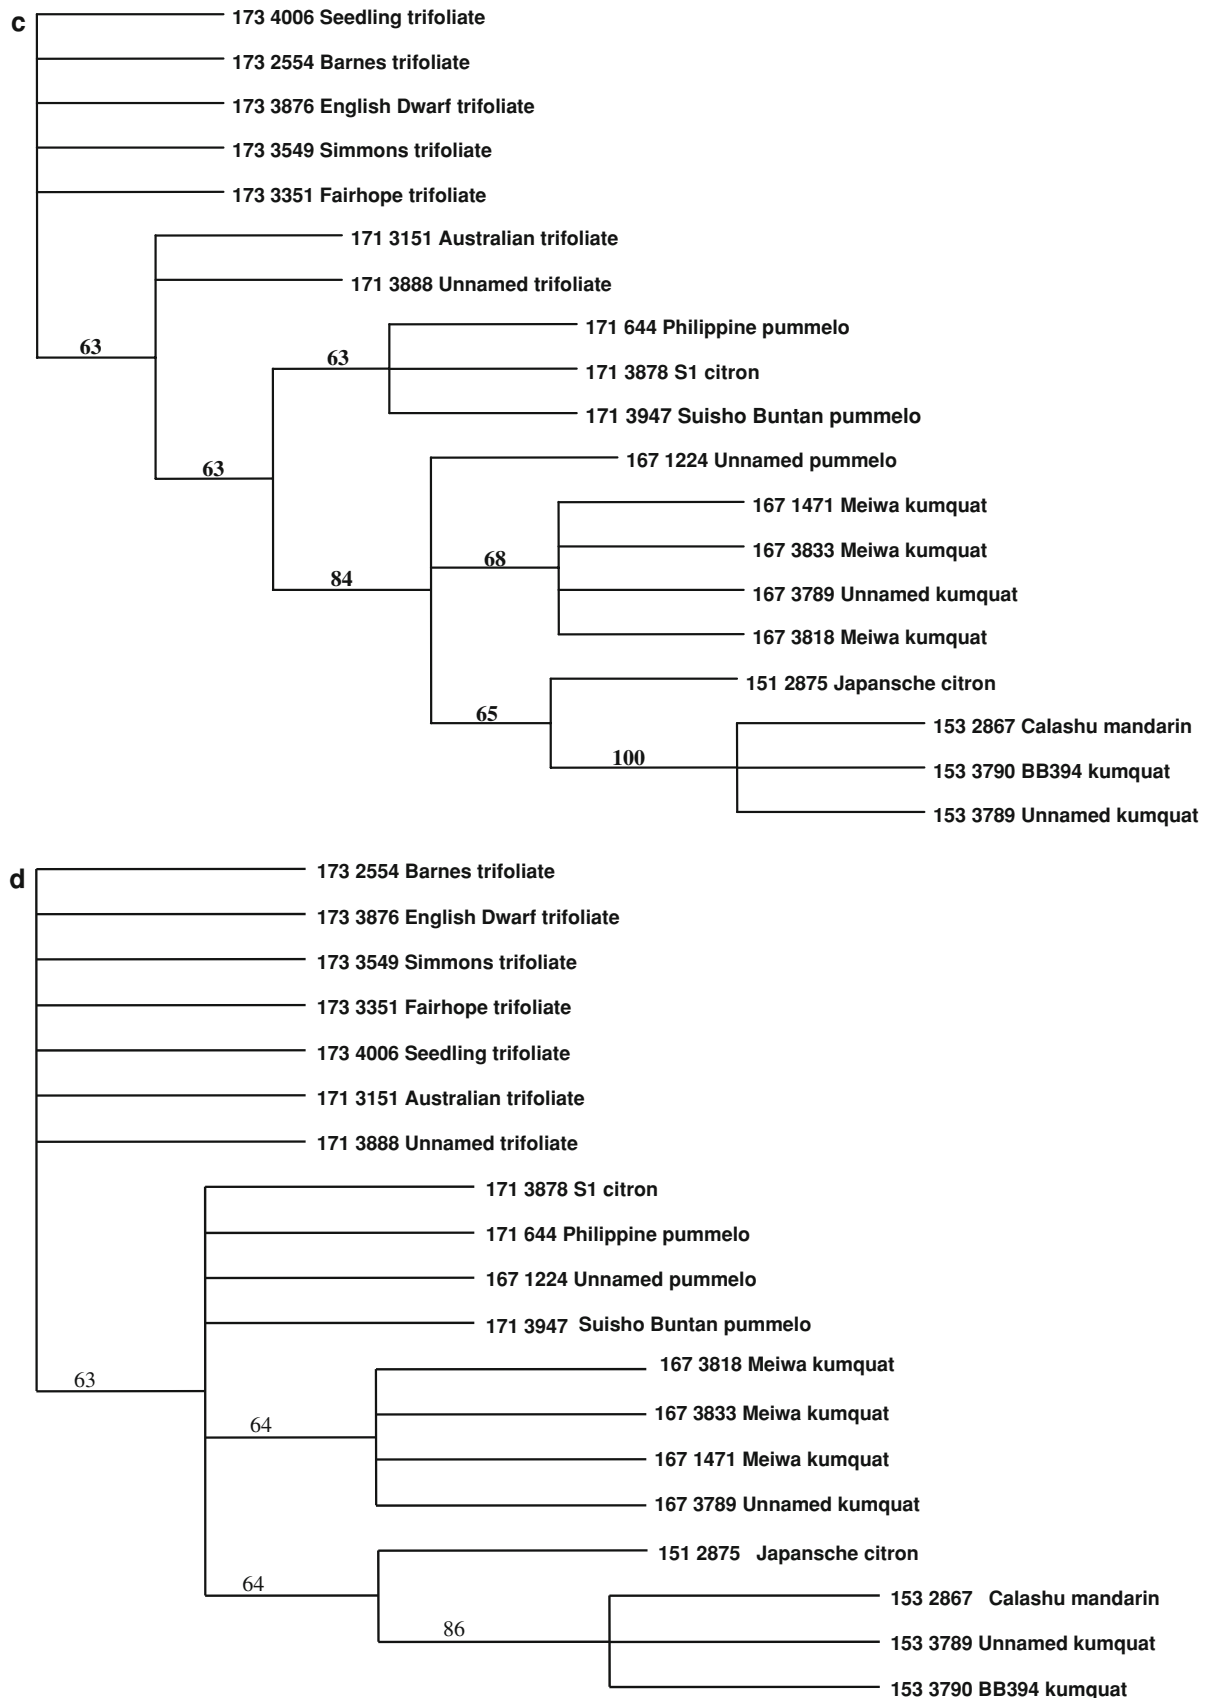 c
173 4006 Seedling trifoliate
173 2554 Barnes trifoliate
173 3876 English Dwarf trifoliate
173 3549 Simmons trifoliate
173 3351 Fairhope trifoliate
171 3151 Australian trifoliate
171 3888 Unnamed trifoliate
171 644 Philippine pummelo
63
63
171 3878 S1 citron
171 3947 Suisho Buntan pummelo
167 1224 Unnamed pummelo
63
167 1471 Meiwa kumquat
167 3833 Meiwa kumquat
68
84
167 3789 Unnamed kumquat
167 3818 Meiwa kumquat
151 2875 Japansche citron
65
153 2867 Calashu mandarin
100
153 3790 BB394 kumquat
153 3789 Unnamed kumquat
d
173 2554 Barnes trifoliate
173 3876 English Dwarf trifoliate
173 3549 Simmons trifoliate
173 3351 Fairhope trifoliate
173 4006 Seedling trifoliate
171 3151 Australian trifoliate
171 3888 Unnamed trifoliate
171 3878 S1 citron
171 644 Philippine pummelo
167 1224 Unnamed pummelo
171 3947 Suisho Buntan pummelo
167 3818 Meiwa kumquat
63
167 3833 Meiwa kumquat
64
167 1471 Meiwa kumquat
167 3789 Unnamed kumquat
151 2875 Japansche citron
64
153 2867 Calashu mandarin
86
153 3789 Unnamed kumquat
153 3790 BB394 kumquat